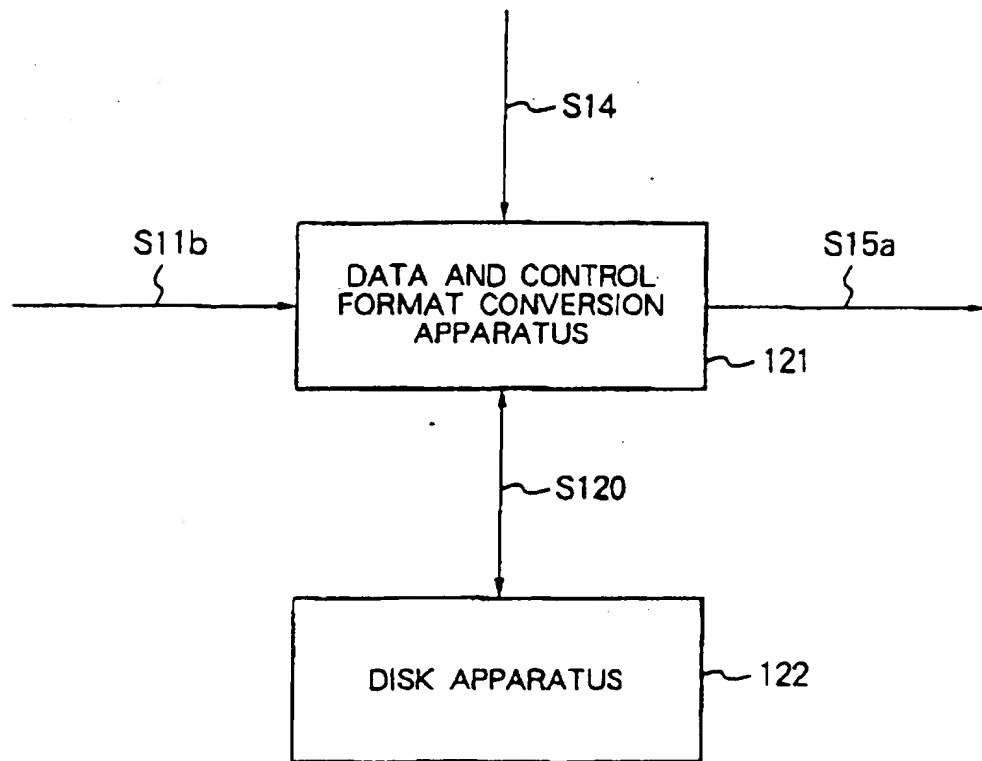 S14
S11b
S15a
DATA AND CONTROL
FORMAT CONVERSION
APPARATUS
121
S120
DISK APPARATUS
122